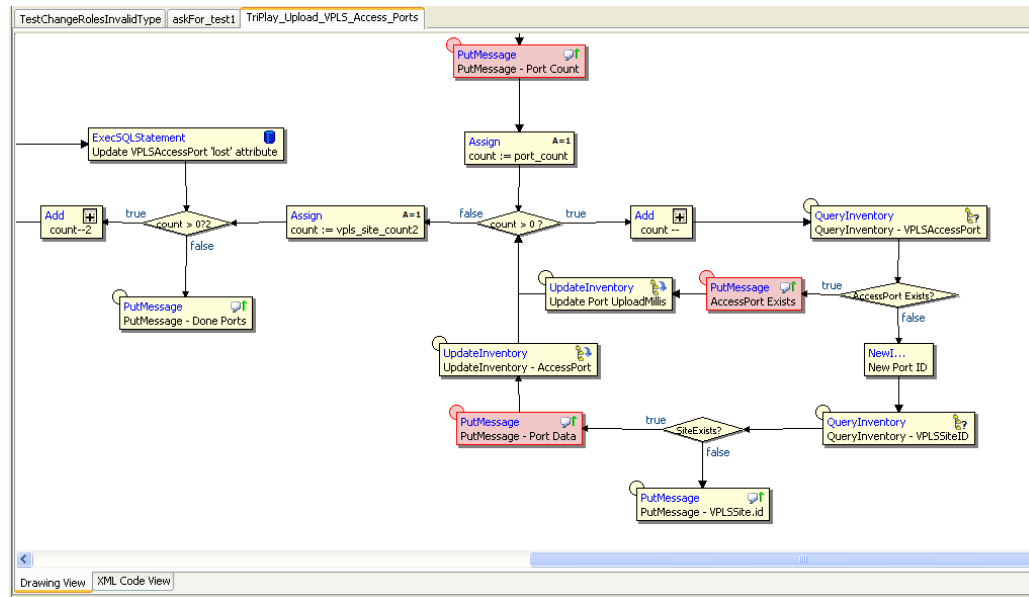 TestChangeRolesInvalidType
askFor_test1
TriPlay_Upload_VPLS_Access_Ports
PutMessage
PutMessage - Port Count
ExecSQLStatement
Update VPLSAccessPort 'lost' attribute
Assign
A=1
count := port_count
Add
count--2
true
count > 0??
false
Assign
A=1
count := vpls_site_count2
false
count > 0 ?
true
Add
count --
QueryInventory
QueryInventory - VPLSAccessPort
PutMessage
PutMessage - Done Ports
UpdateInventory
Update Port UploadMillis
PutMessage
AccessPort Exists
true
AccessPort Exists?
false
UpdateInventory
UpdateInventory - AccessPort
NewI...
New Port ID
PutMessage
PutMessage - Port Data
true
SiteExists?
false
QueryInventory
QueryInventory - VPLSSiteID
PutMessage
PutMessage - VPLSSite.id
Drawing View
XML Code View